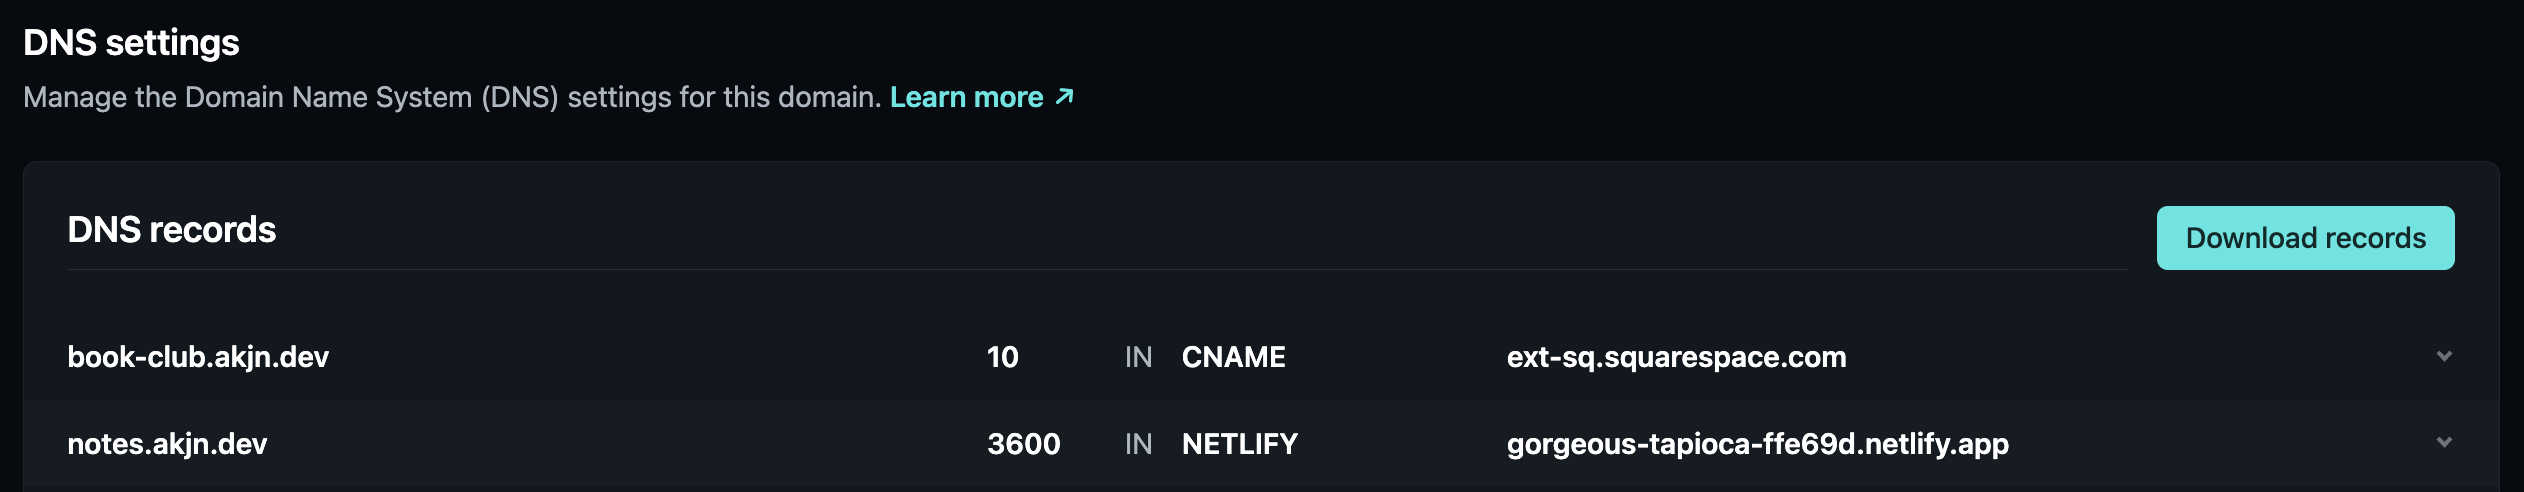 DNS settings
Manage the Domain Name System (DNS) settings for this domain. Learn more ↗
DNS records
Download records
book-club.akjn.dev 10 IN CNAME ext-sq.squarespace.com
notes.akjn.dev 3600 IN NETLIFY gorgeous-tapioca-ffe69d.netlify.app